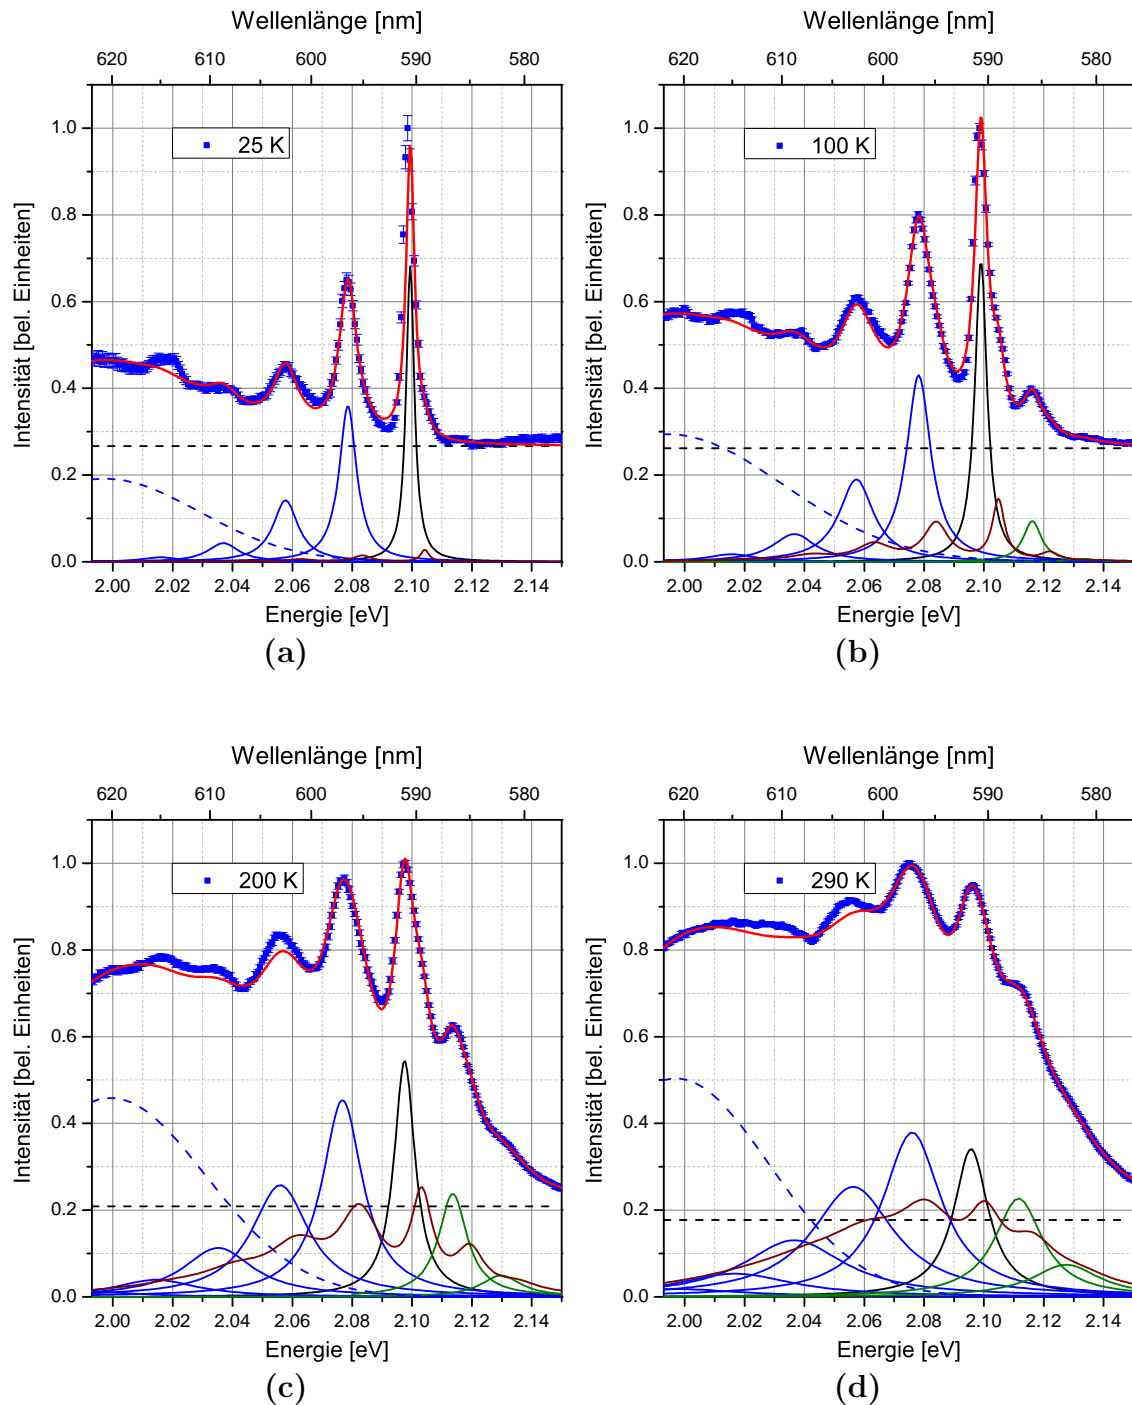 Wellenlänge [nm]
620 610 600 590 580
1.0
0.8
0.6
0.4
0.2
0.0
Intensität [bel. Einheiten]
25 K
2.00 2.02 2.04 2.06 2.08 2.10 2.12 2.14
Energie [eV]
(a)
Wellenlänge [nm]
620 610 600 590 580
1.0
0.8
0.6
0.4
0.2
0.0
Intensität [bel. Einheiten]
100 K
2.00 2.02 2.04 2.06 2.08 2.10 2.12 2.14
Energie [eV]
(b)
Wellenlänge [nm]
620 610 600 590 580
1.0
0.8
0.6
0.4
0.2
0.0
Intensität [bel. Einheiten]
200 K
2.00 2.02 2.04 2.06 2.08 2.10 2.12 2.14
Energie [eV]
(c)
Wellenlänge [nm]
620 610 600 590 580
1.0
0.8
0.6
0.4
0.2
0.0
Intensität [bel. Einheiten]
290 K
2.00 2.02 2.04 2.06 2.08 2.10 2.12 2.14
Energie [eV]
(d)